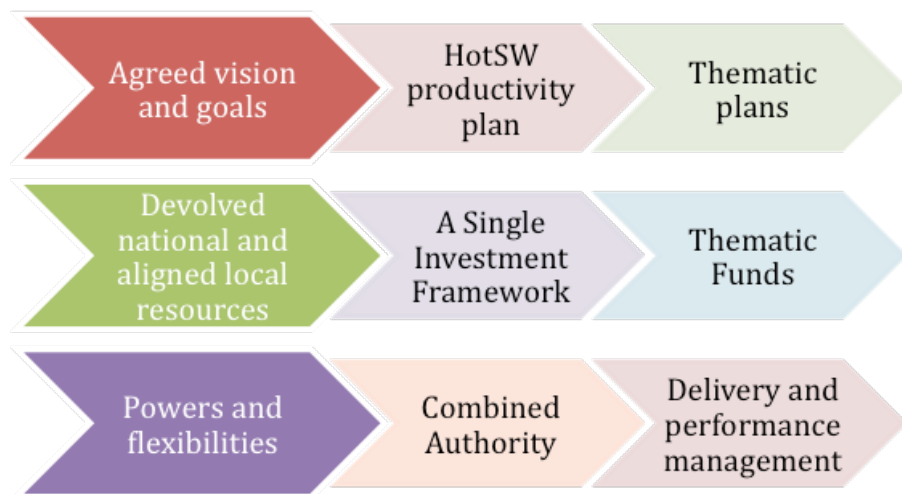 Agreed vision
and goals
HotSW
productivity
plan
Thematic
plans
Devolved
national and
aligned local
resources
A Single
Investment
Framework
Thematic
Funds
Powers and
flexibilities
Combined
Authority
Delivery and
performance
management